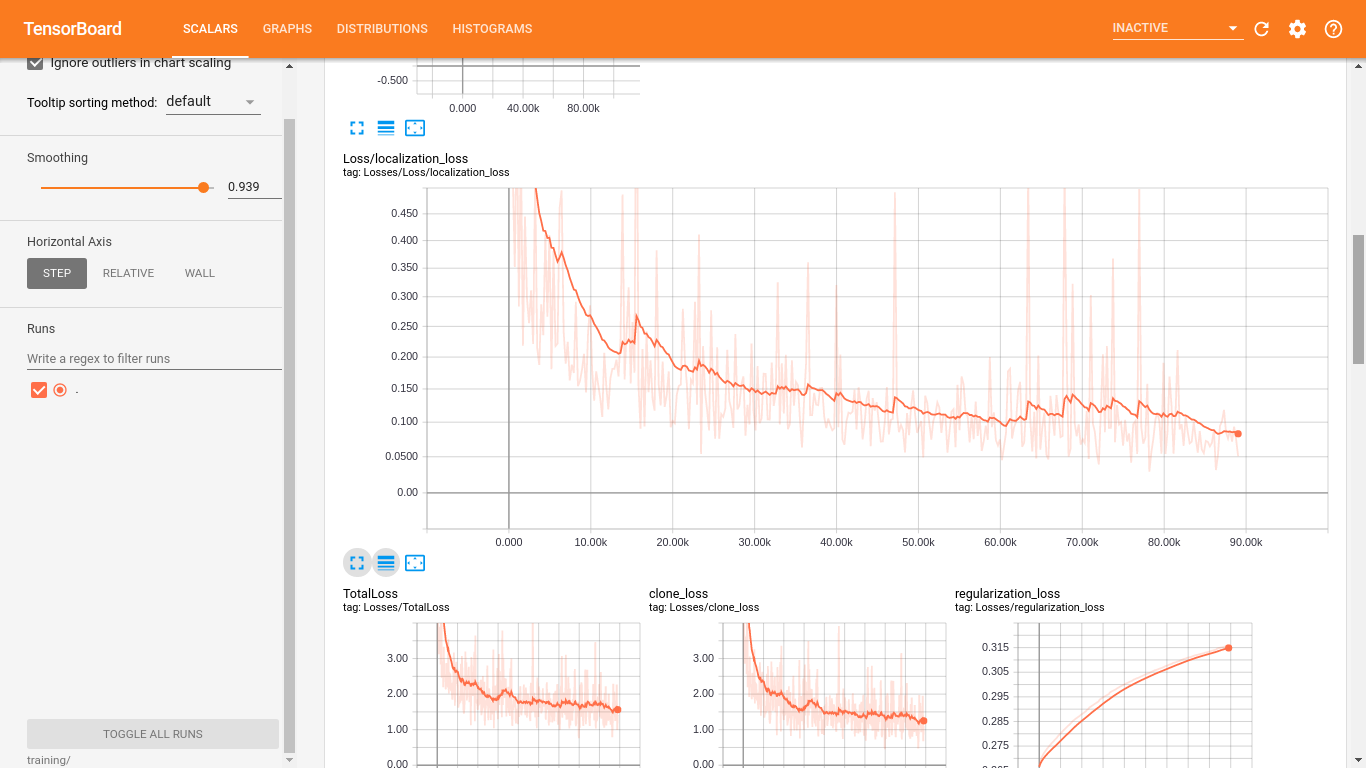 TensorBoard
SCALARS GRAPHS DISTRIBUTIONS HISTOGRAMS
INACTIVE
Ignore outliers in chart scaling
Tooltip sorting method: default
Smoothing
0.939
Horizontal Axis
STEP RELATIVE WALL
Runs
Write a regex to filter runs
.
TOGGLE ALL RUNS
training/
-0.500
0.000 40.00k 80.00k
Loss/localization_loss
tag: Losses/Loss/localization_loss
0.450
0.400
0.350
0.300
0.250
0.200
0.150
0.100
0.0500
0.00
0.000 10.00k 20.00k 30.00k 40.00k 50.00k 60.00k 70.00k 80.00k 90.00k
TotalLoss
tag: Losses/TotalLoss
3.00
2.00
1.00
0.00
clone_loss
tag: Losses/clone_loss
3.00
2.00
1.00
0.00
regularization_loss
tag: Losses/regularization_loss
0.315
0.305
0.295
0.285
0.275